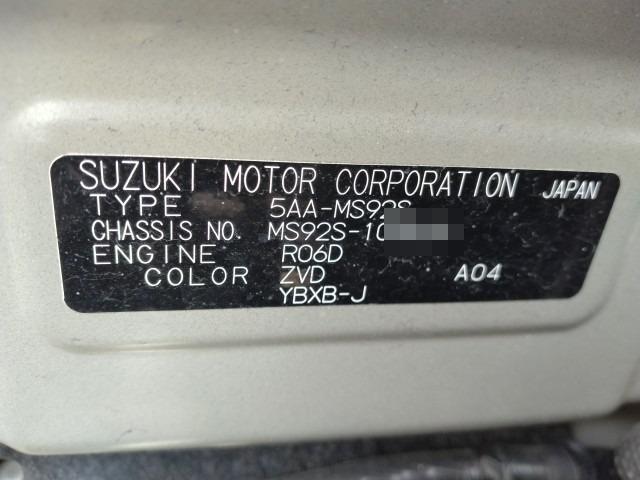 SUZUKI MOTOR CORPORATION JAPAN
TYPE 5AA-MS92S
CHASSIS NO. MS92S-10
ENGINE R06D
COLOR ZVD A04
YBXB-J